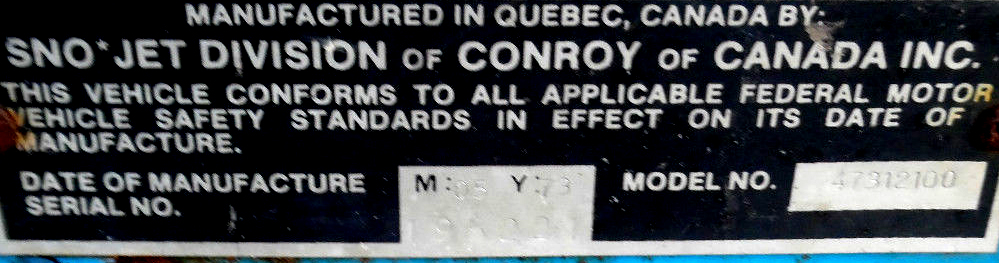 MANUFACTURED IN QUEBEC, CANADA BY:
SNO*JET DIVISION OF CONROY OF CANADA INC.
THIS VEHICLE CONFORMS TO ALL APPLICABLE FEDERAL MOTOR
VEHICLE SAFETY STANDARDS IN EFFECT ON ITS DATE OF
MANUFACTURE.
DATE OF MANUFACTURE M:05 Y:73 MODEL NO. 47312100
SERIAL NO.